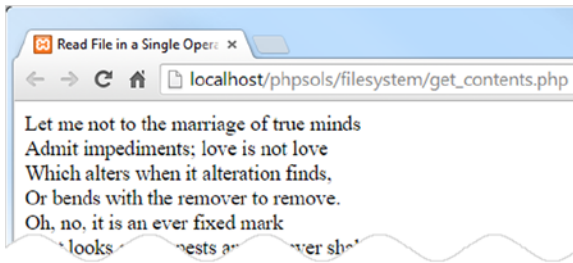 Read File in a Single Oper
localhost/phpsols/filesystem/get_contents.php
Let me not to the marriage of true minds
Admit impediments; love is not love
Which alters when it alteration finds,
Or bends with the remover to remove.
Oh, no, it is an ever fixed mark
looks